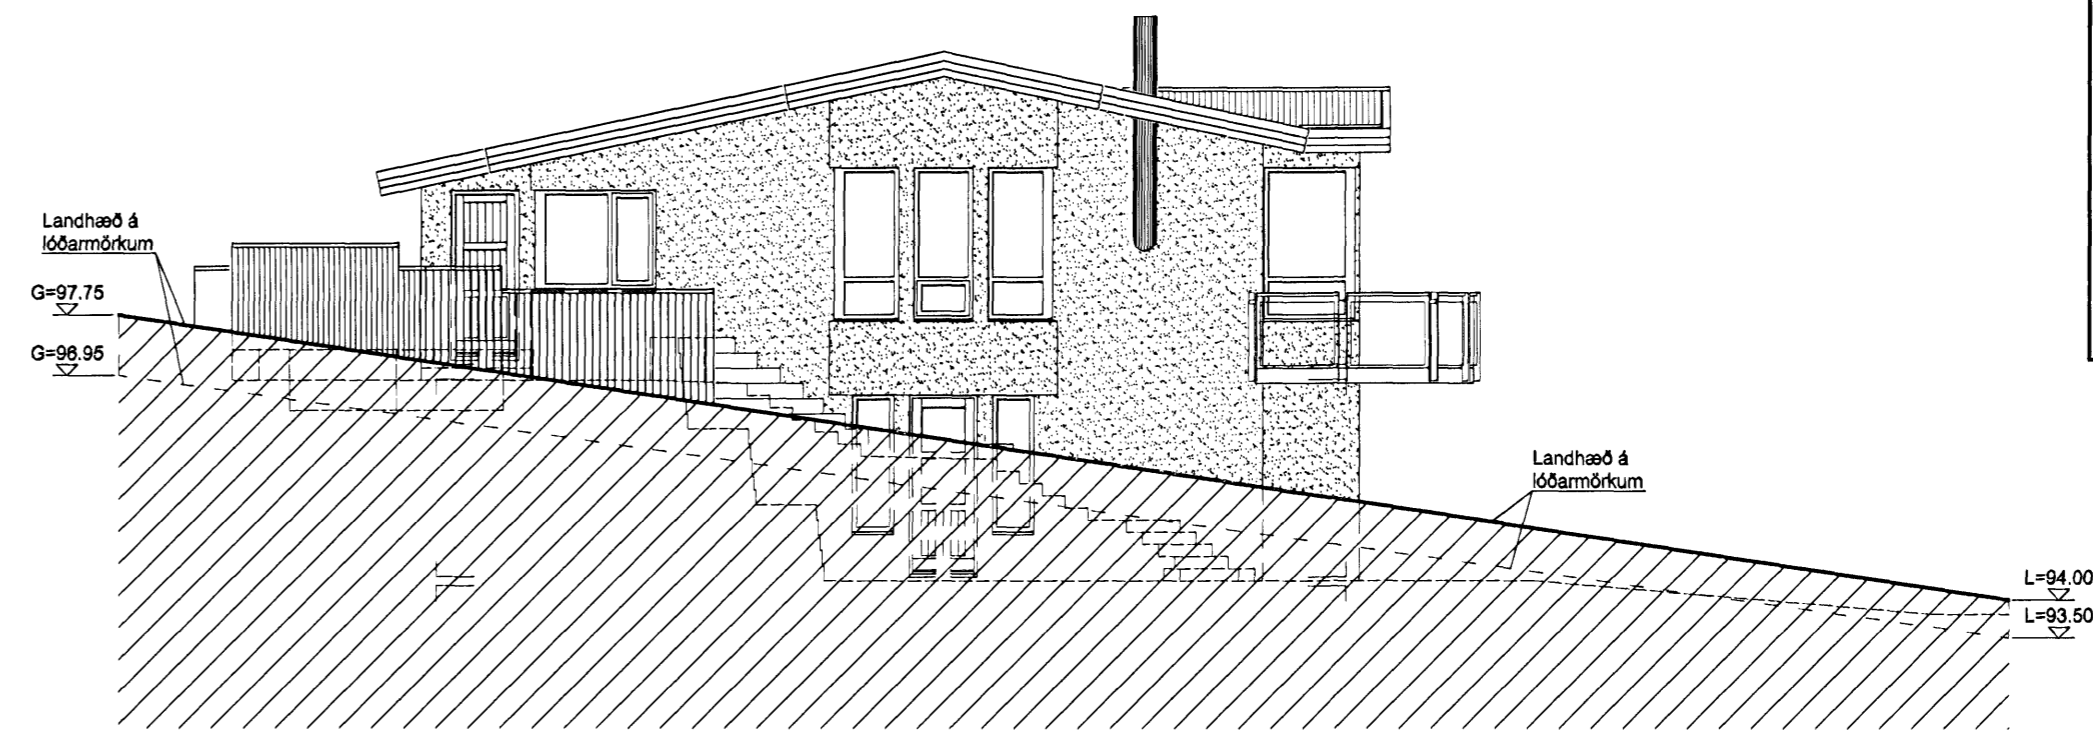 Landhæð á
lóðarmörkum
G=97.75
G=96.95
Landhæð á
lóðarmörkum
L=94.00
L=93.50